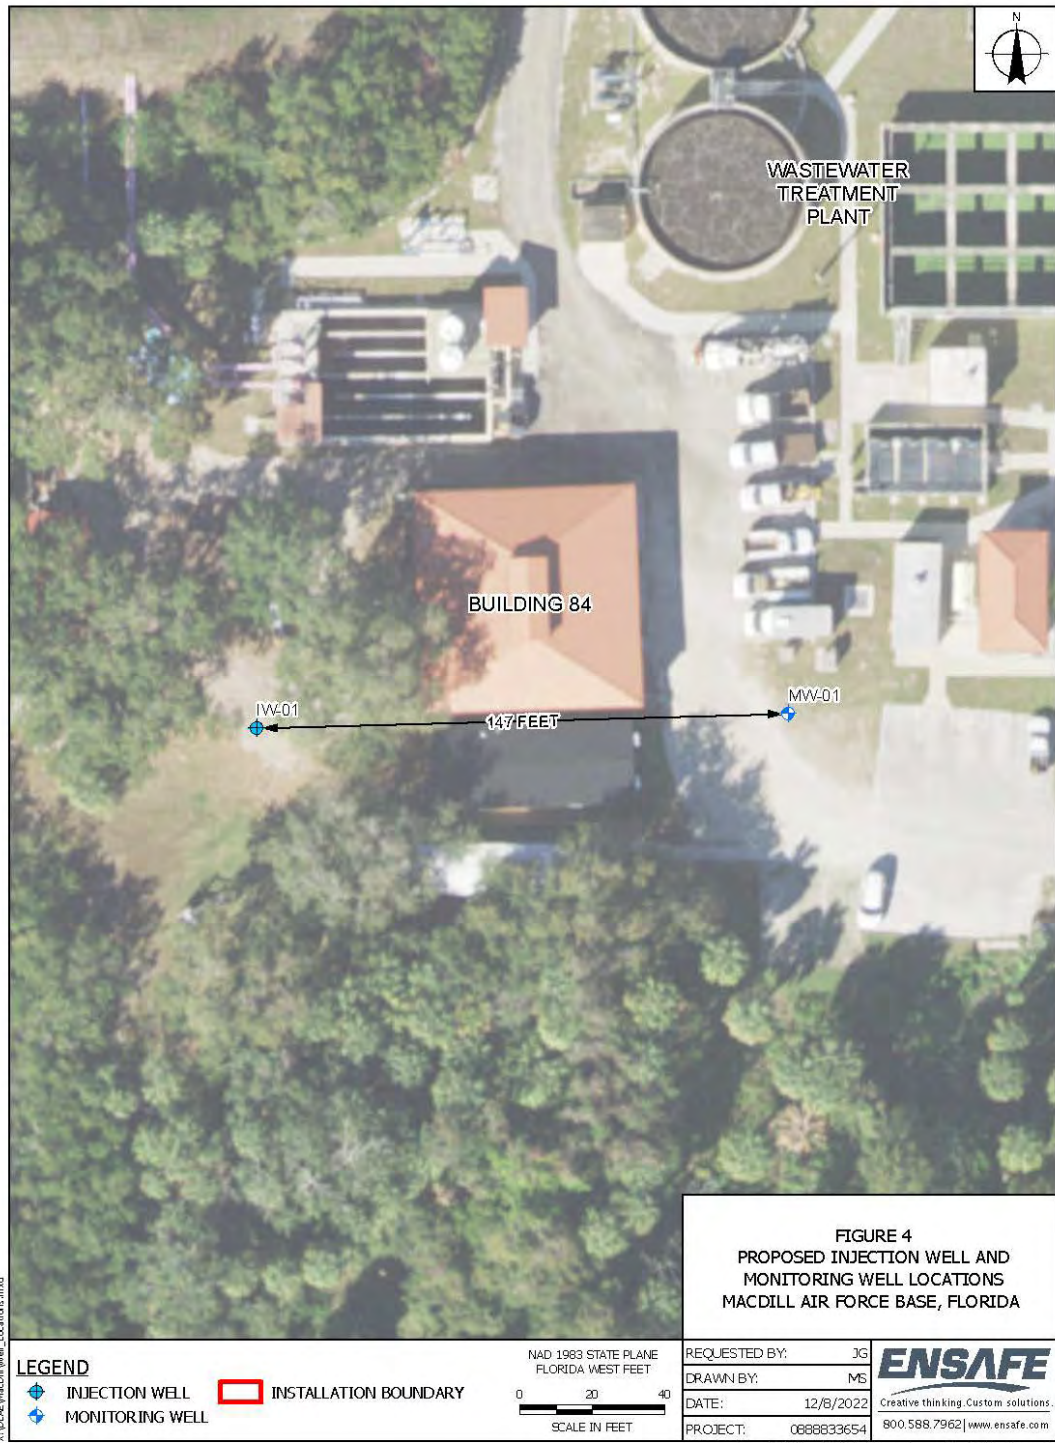 N
WASTEWATER
TREATMENT
PLANT
BUILDING 84
IW-01
MW-01
147 FEET
FIGURE 4
PROPOSED INJECTION WELL AND
MONITORING WELL LOCATIONS
MACDILL AIR FORCE BASE, FLORIDA
LEGEND
INJECTION WELL
INSTALLATION BOUNDARY
MONITORING WELL
NAD 1983 STATE PLANE
FLORIDA WEST FEET
0 20 40
SCALE IN FEET
REQUESTED BY: JG
DRAWN BY: MS
DATE: 12/8/2022
PROJECT: 0888833654
ENSAFE
Creative thinking.Custom solutions.
800.588.7962|www.ensafe.com